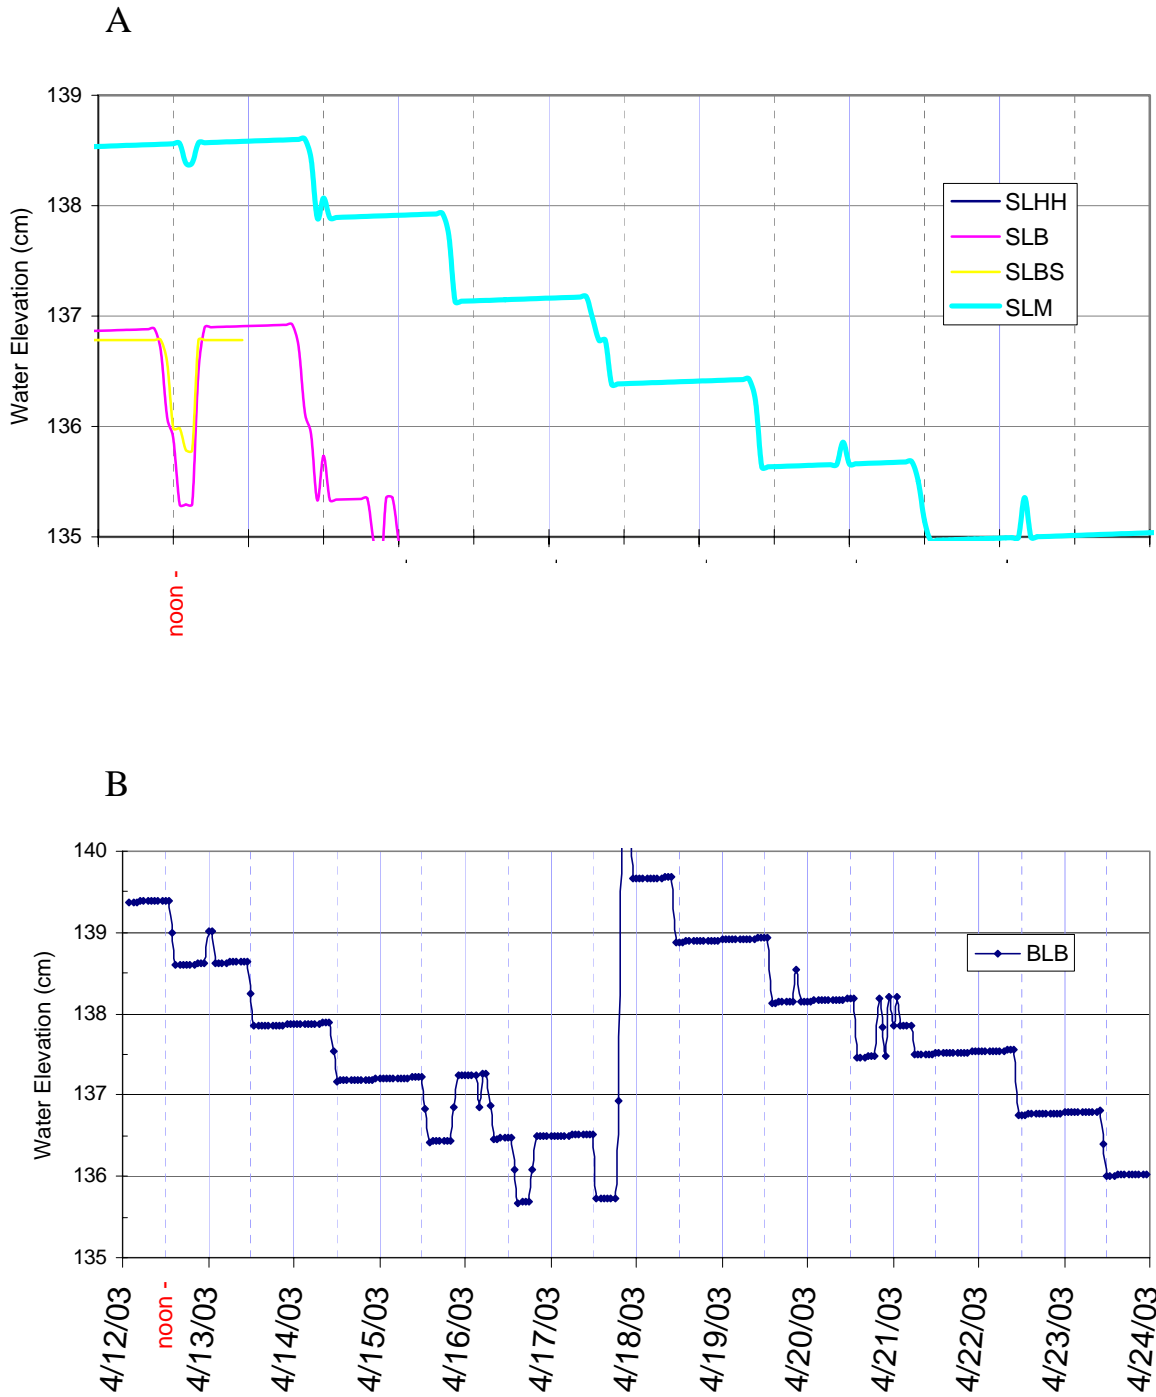 A
139
138
137
136
135
Water Elevation (cm)
SLHH
SLB
SLBS
SLM
noon -
B
140
139
138
137
136
135
Water Elevation (cm)
BLB
4/12/03
noon -
4/13/03
4/14/03
4/15/03
4/16/03
4/17/03
4/18/03
4/19/03
4/20/03
4/21/03
4/22/03
4/23/03
4/24/03